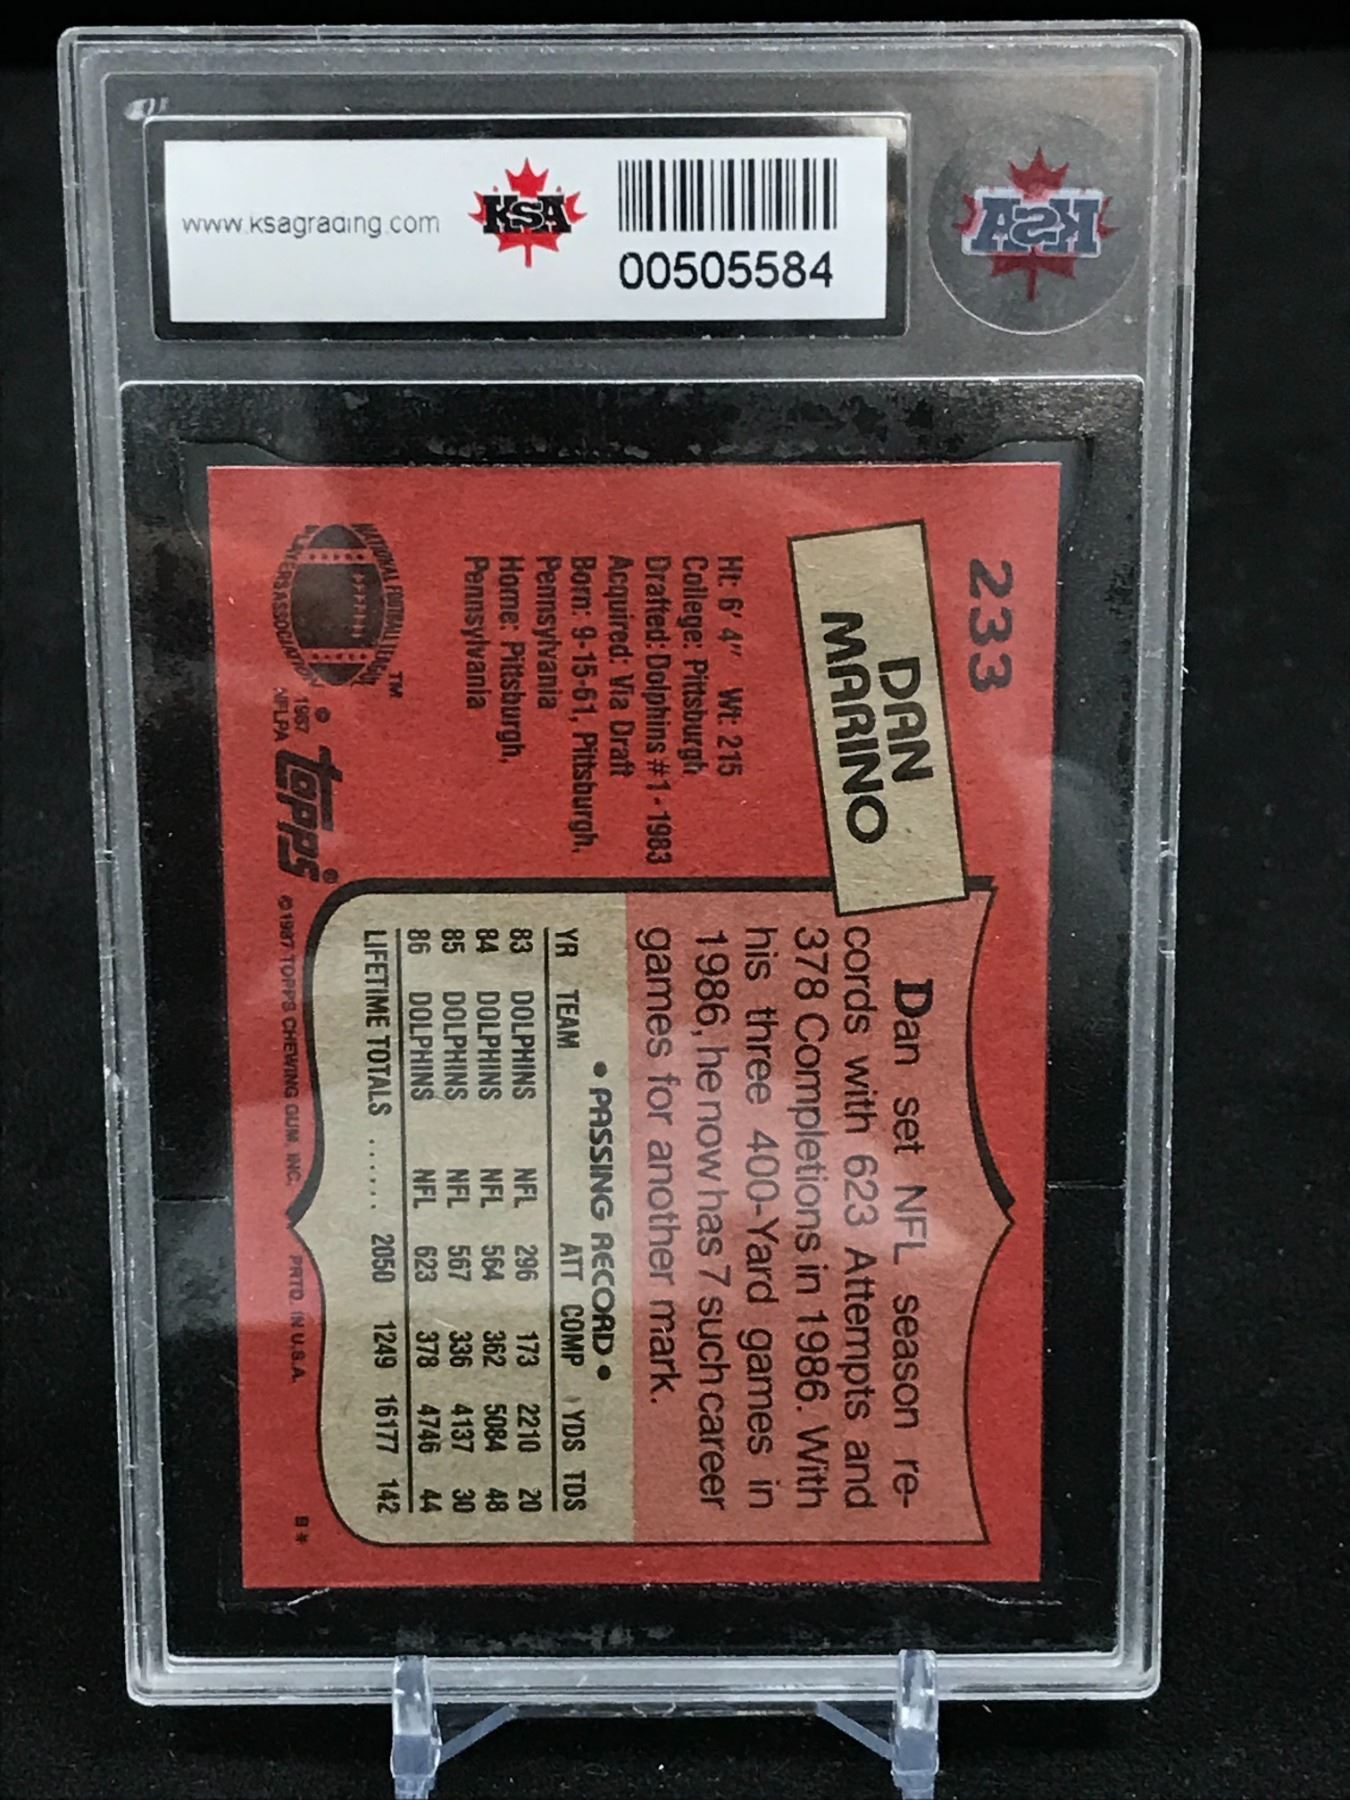 www.ksagrading.com
KSA
00505584
KSA
233
DAN
MARINO
Ht: 6' 4" Wt: 215
College: Pittsburgh
Drafted: Dolphins #1-1983
Acquired: Via Draft
Born: 9-15-61, Pittsburgh,
Pennsylvania
Home: Pittsburgh,
Pennsylvania
NATIONAL FOOTBALL LEAGUE
PLAYERS ASSOCIATION
TM
© 1987
NFLPA
topps®
©1987 TOPPS CHEWING GUM, INC.
PRTD. IN U.S.A.
B*
Dan set NFL season re-
cords with 623 Attempts and
378 Completions in 1986. With
his three 400-Yard games in
1986, he now has 7 such career
games for another mark.
• PASSING RECORD •
YR TEAM ATT COMP YDS TDS
83 DOLPHINS NFL 296 173 2210 20
84 DOLPHINS NFL 564 362 5084 48
85 DOLPHINS NFL 567 336 4137 30
86 DOLPHINS NFL 623 378 4746 44
LIFETIME TOTALS ...... 2050 1249 16177 142